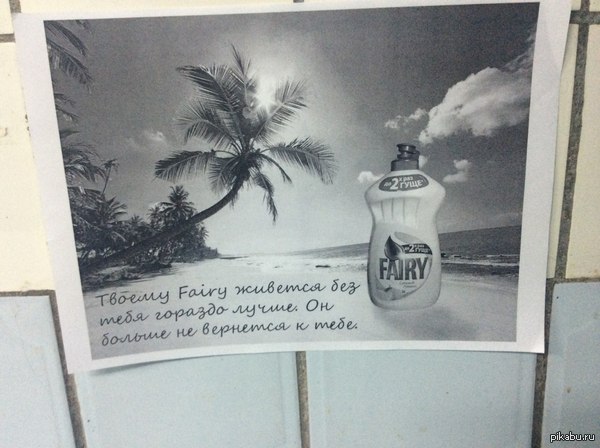 до 2 х раз
ГУЩЕ
до 2 х раз
ГУЩЕ
FAIRY
Твоему Fairy живется без
тебя гораздо лучше. Он
больше не вернется к тебе.
pikabu.ru